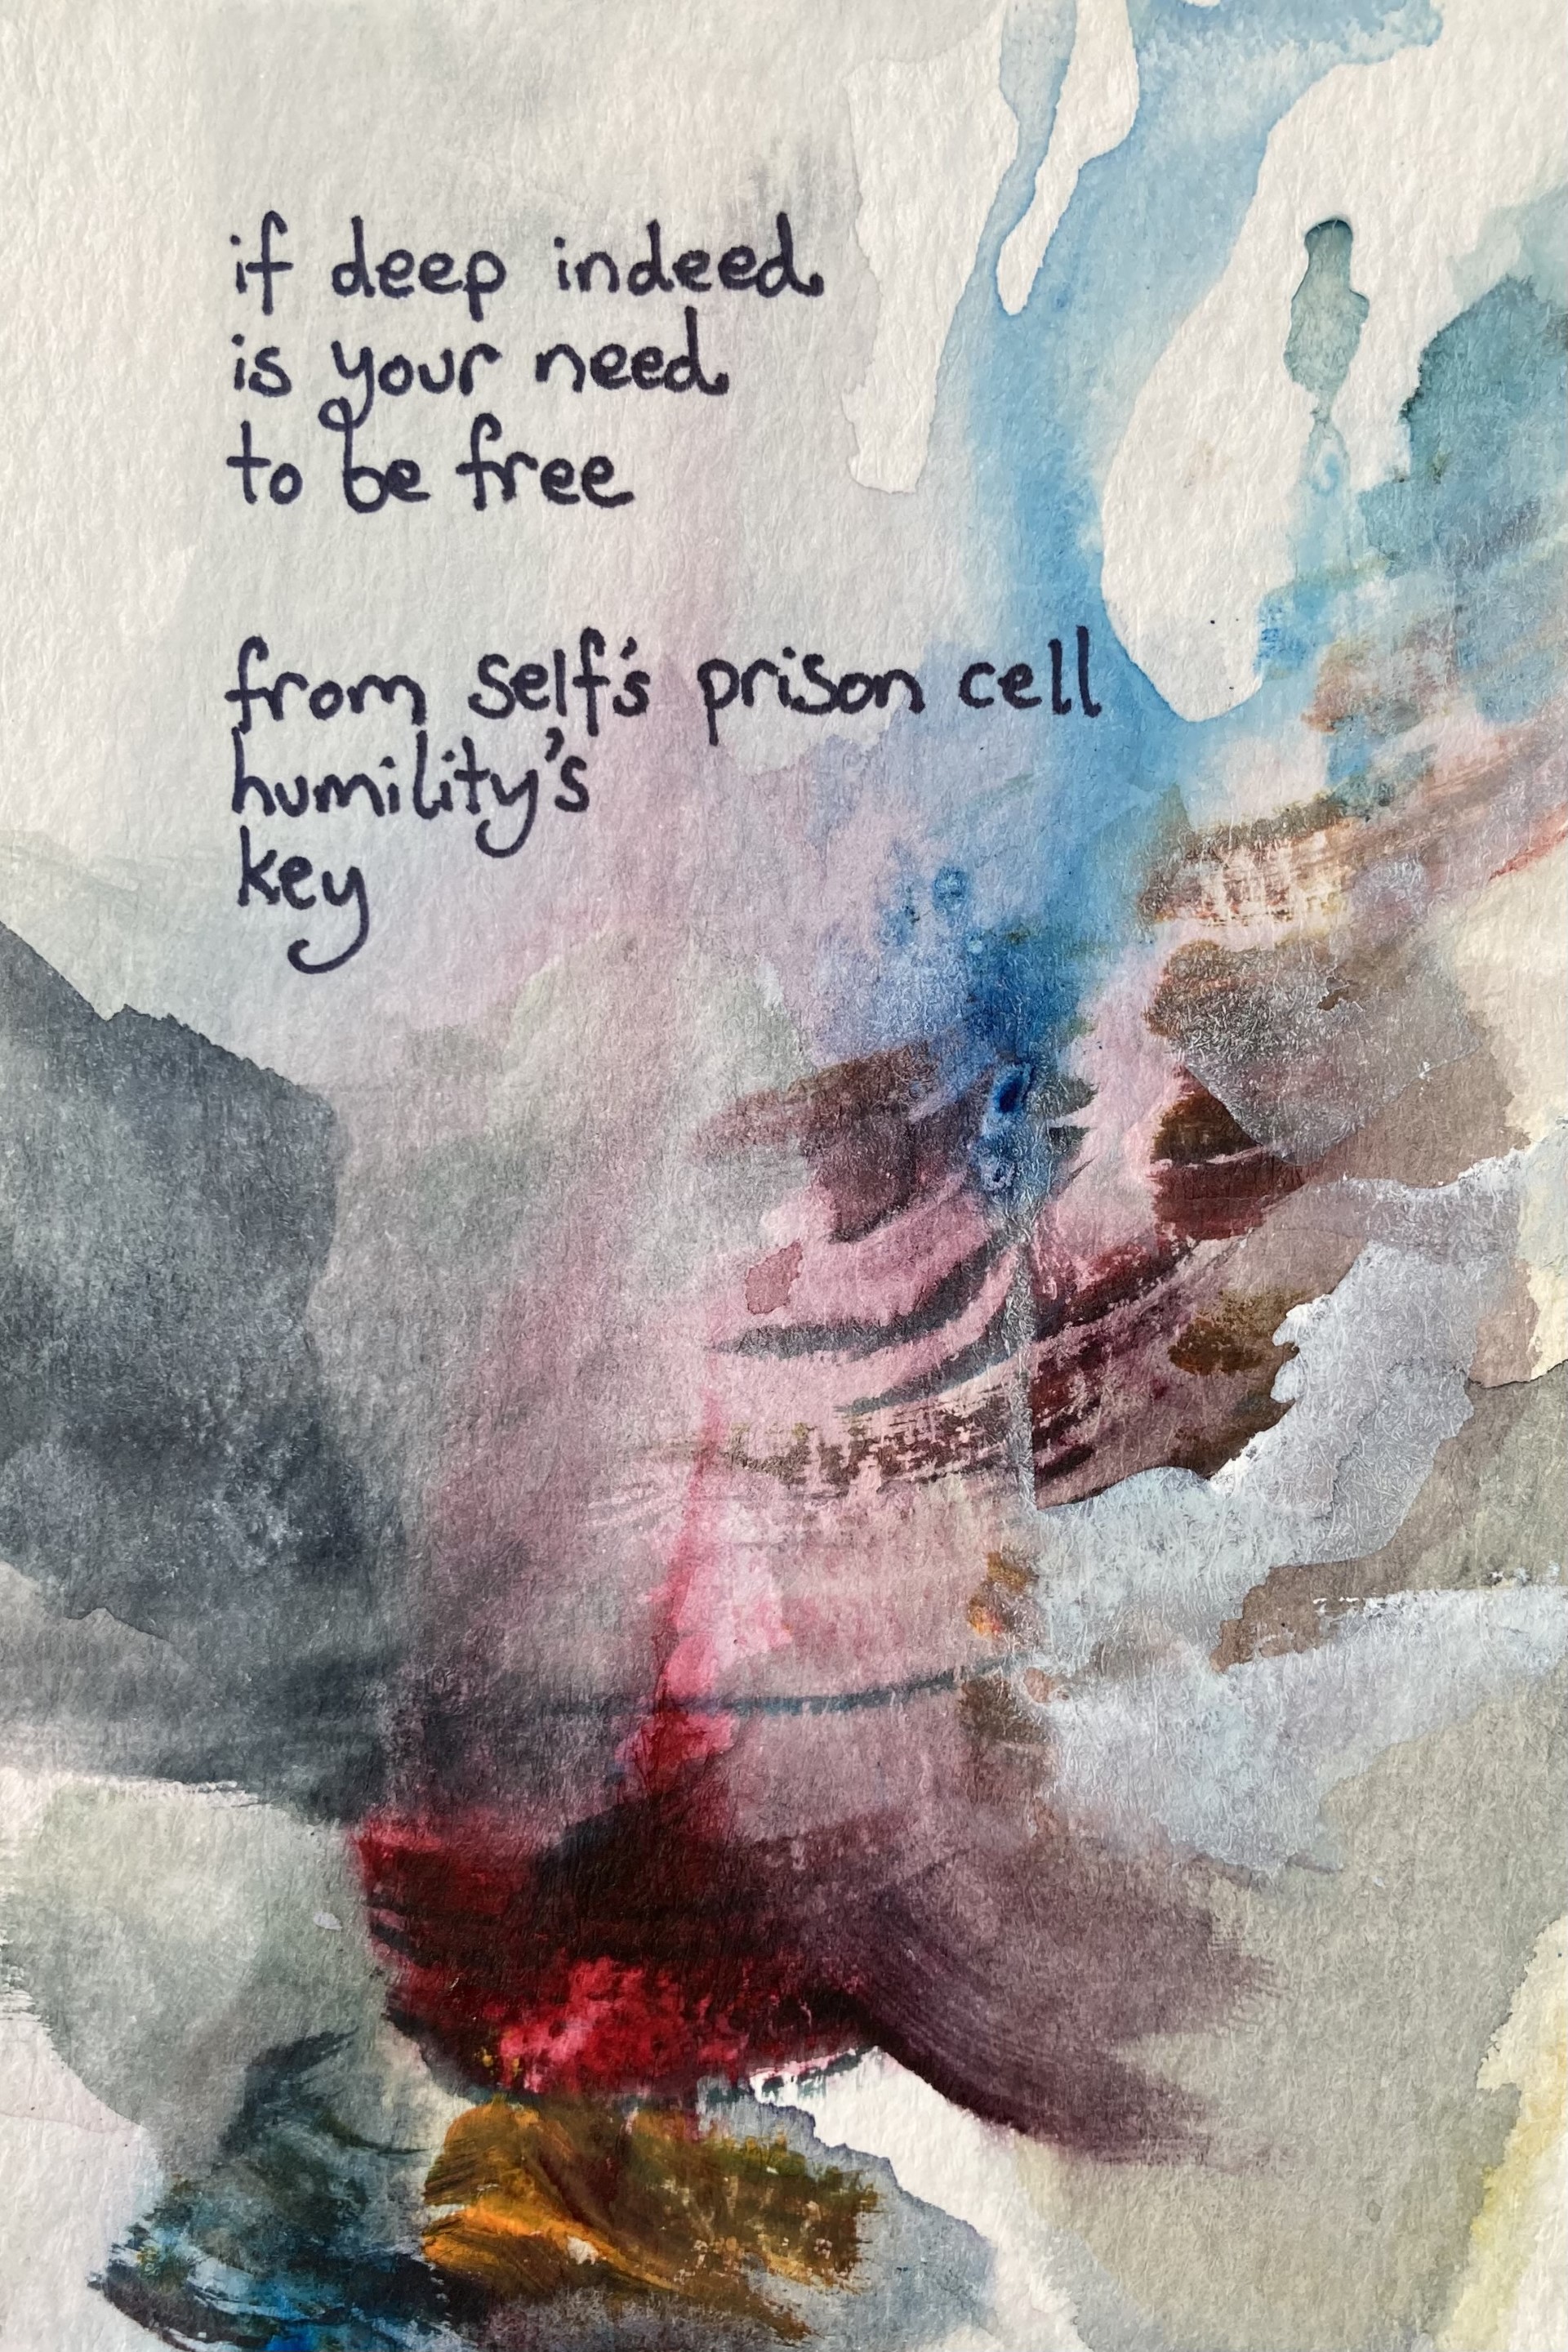 if deep indeed
is your need
to be free
from self's prison cell
humility's
key